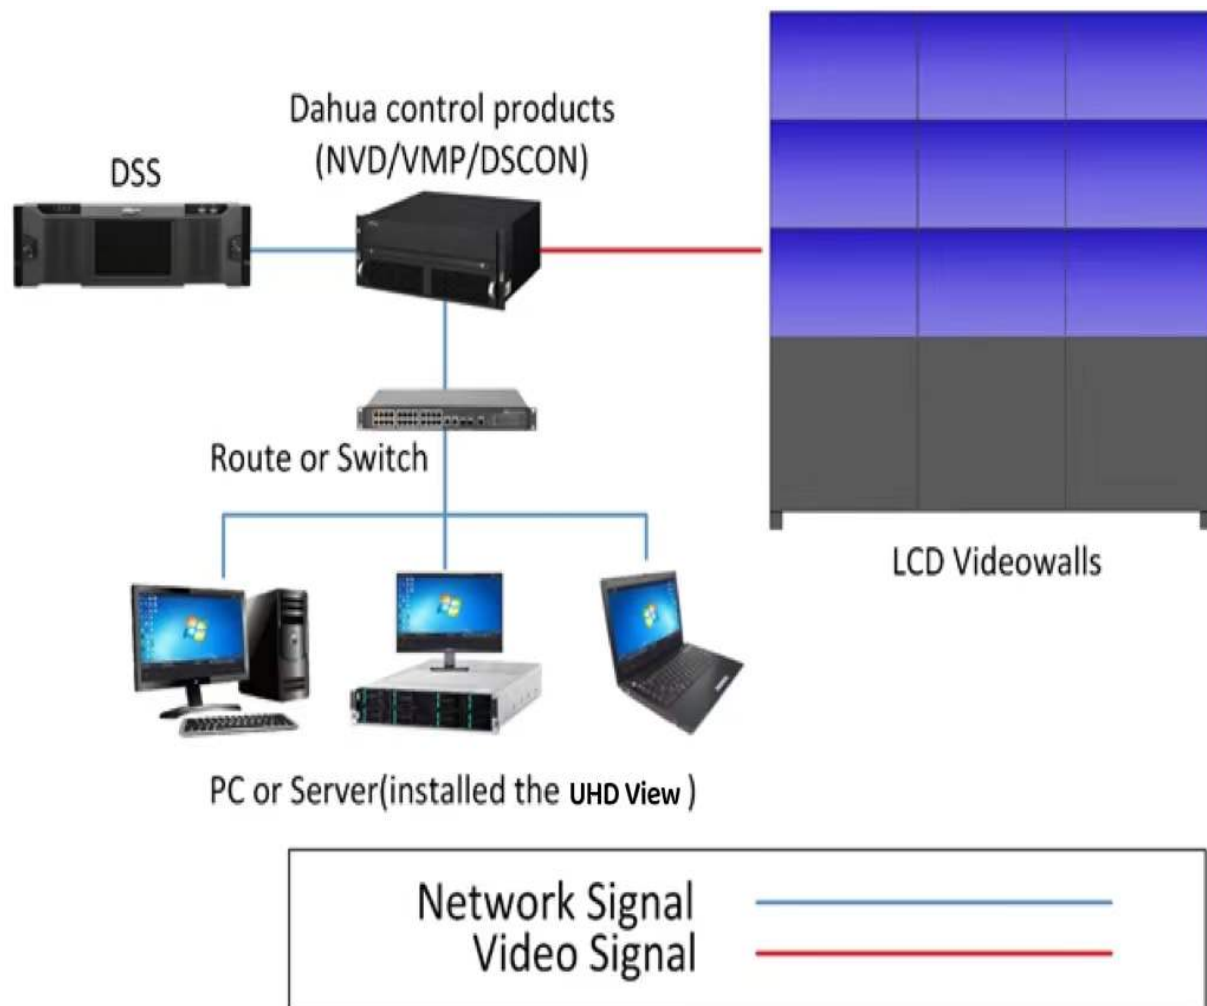 Dahua control products
(NVD/VMP/DSCON)
DSS
Route or Switch
LCD Videowalls
PC or Server(installed the UHD View )
Network Signal
Video Signal